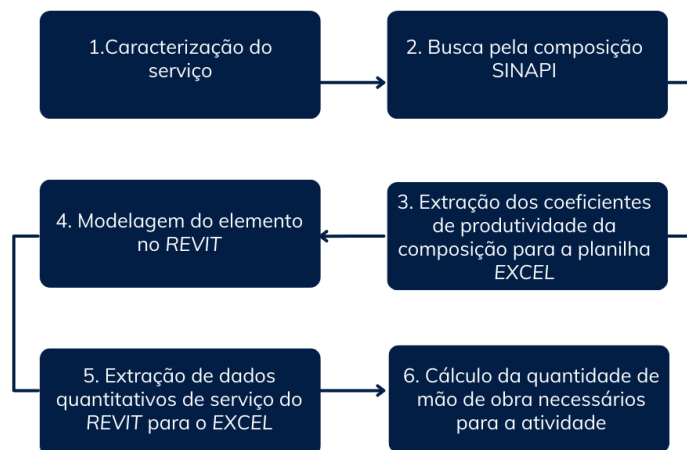 1.Caracterização do
serviço
2. Busca pela composição
SINAPI
3. Extração dos coeficientes
de produtividade da
composição para a planilha
EXCEL
4. Modelagem do elemento
no REVIT
5. Extração de dados
quantitativos de serviço do
REVIT para o EXCEL
6. Cálculo da quantidade de
mão de obra necessários
para a atividade